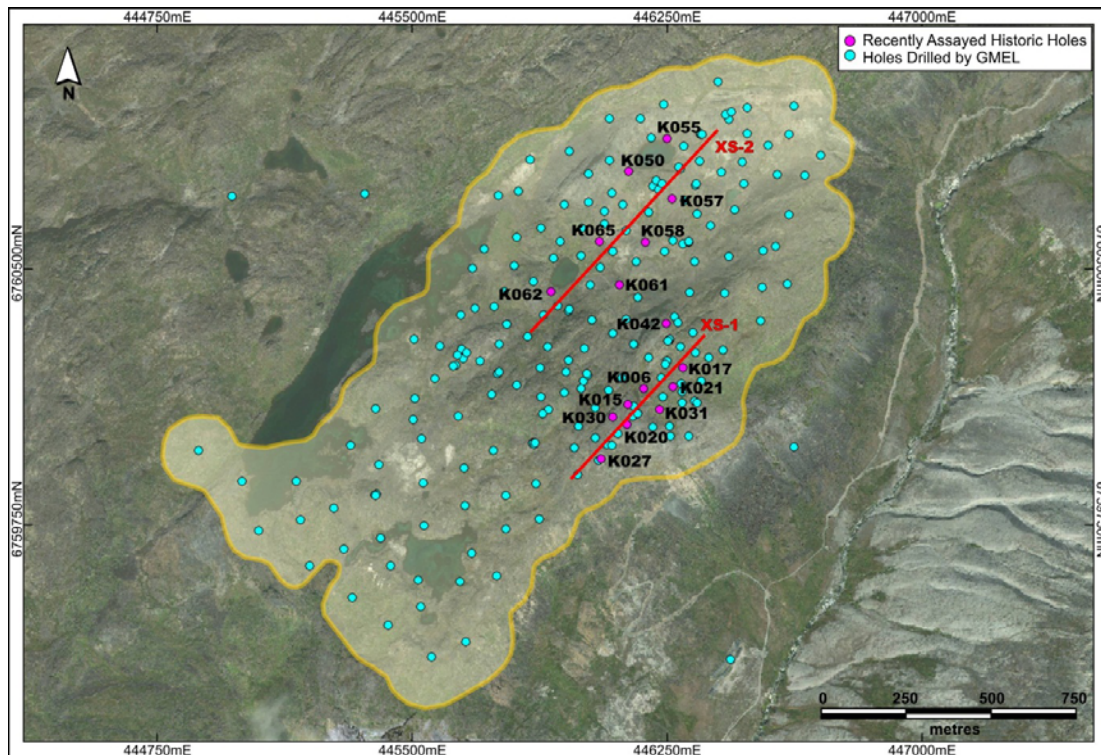 444750mE 445500mE 446250mE 447000mE
Recently Assayed Historic Holes
Holes Drilled by GMEL
N
K055
XS-2
K050
K057
K065
K058
6760500mN
6760500mN
K061
K062
K042
XS-1
K017
K006
K021
K015
K031
K030
K020
K027
6759750mN
6759750mN
0 250 500 750
metres
444750mE 445500mE 446250mE 447000mE